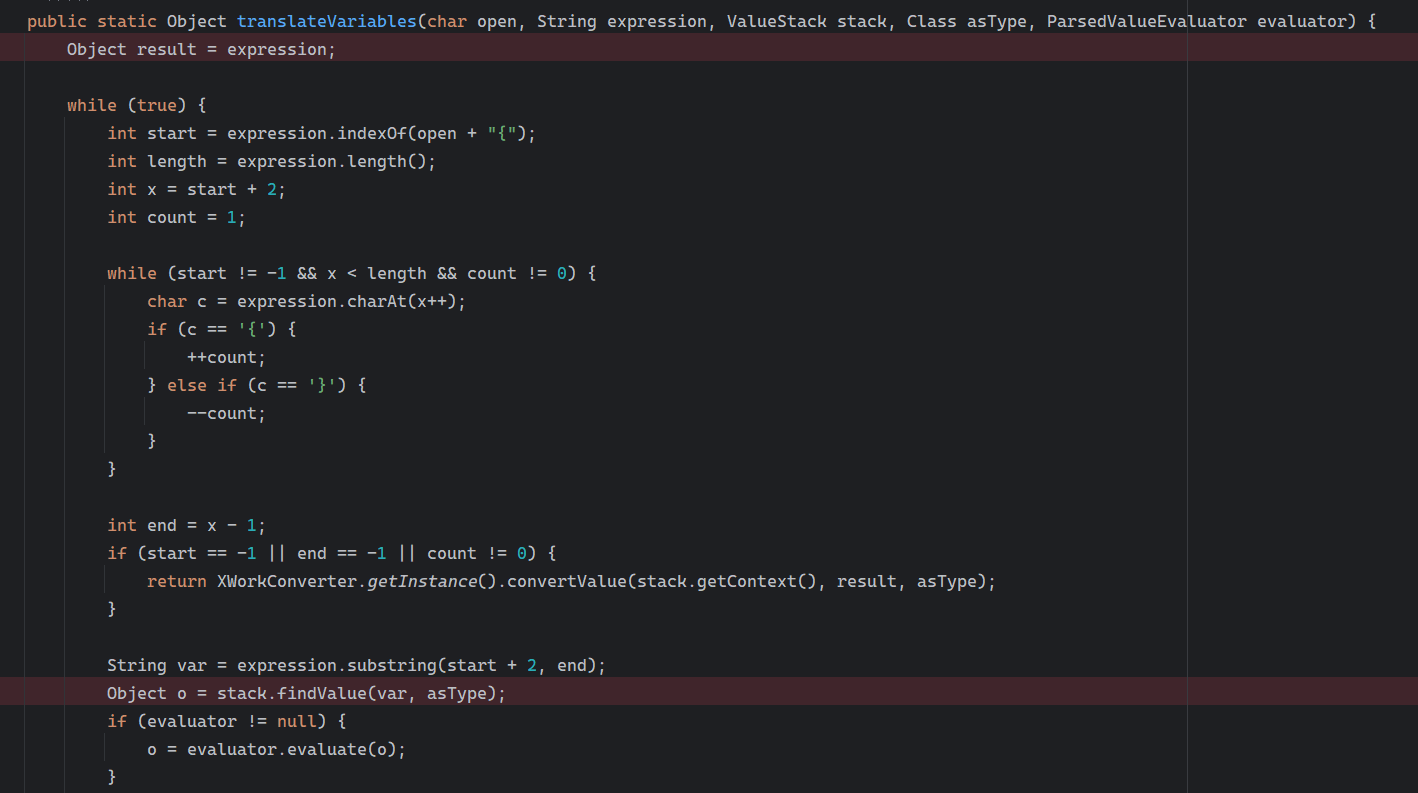 public static Object translateVariables(char open, String expression, ValueStack stack, Class asType, ParsedValueEvaluator evaluator) {
    Object result = expression;
    while (true) {
        int start = expression.indexOf(open + "{");
        int length = expression.length();
        int x = start + 2;
        int count = 1;
        while (start != -1 && x < length && count != 0) {
            char c = expression.charAt(x++);
            if (c == '{') {
                ++count;
            } else if (c == '}') {
                --count;
            }
        }
        int end = x - 1;
        if (start == -1 || end == -1 || count != 0) {
            return XWorkConverter.getInstance().convertValue(stack.getContext(), result, asType);
        }
        String var = expression.substring(start + 2, end);
        Object o = stack.findValue(var, asType);
        if (evaluator != null) {
            o = evaluator.evaluate(o);
        }